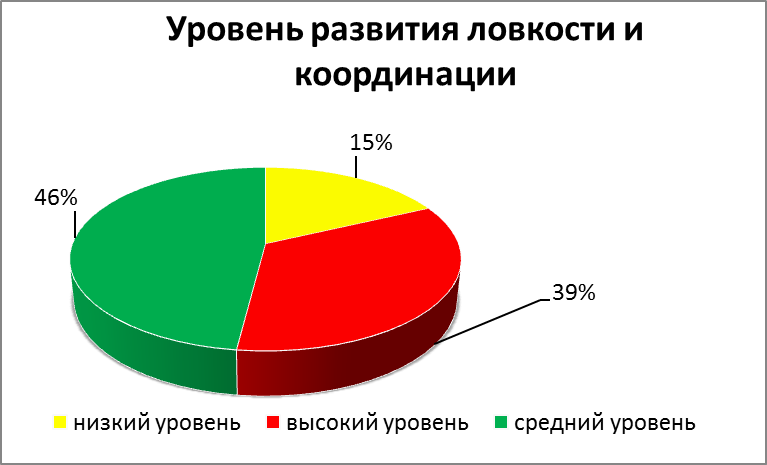 Уровень развития ловкости и
координации
15%
46%
39%
низкий уровень
высокий уровень
средний уровень